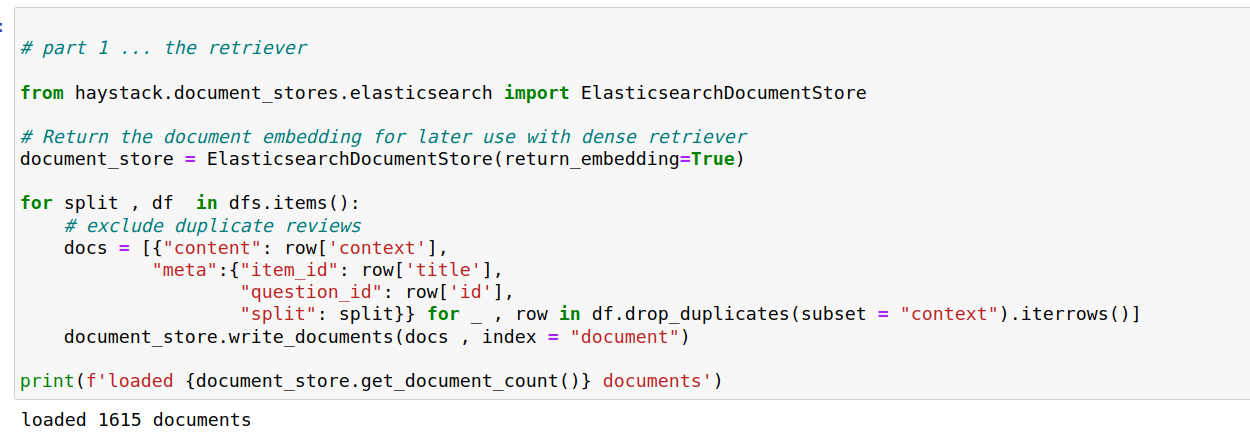 :
# part 1 ... the retriever
from haystack.document_stores.elasticsearch import ElasticsearchDocumentStore
# Return the document embedding for later use with dense retriever
document_store = ElasticsearchDocumentStore(return_embedding=True)
for split , df  in dfs.items():
    # exclude duplicate reviews
    docs = [{"content": row['context'],
            "meta":{"item_id": row['title'],
                    "question_id": row['id'],
                    "split": split}} for _ , row in df.drop_duplicates(subset = "context").iterrows()]
    document_store.write_documents(docs , index = "document")
print(f'loaded {document_store.get_document_count()} documents')
loaded 1615 documents